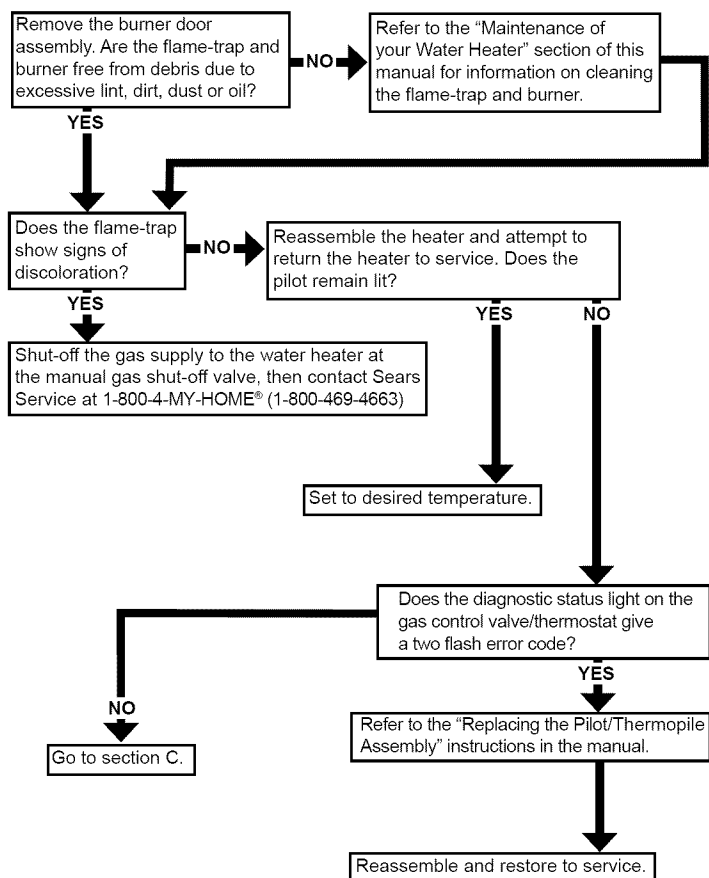 Remove the burner door
assembly. Are the flame-trap and
burner free from debris due to
excessive lint, dirt, dust or oil?
NO
Refer to the “Maintenance of
your Water Heater” section of this
manual for information on cleaning
the flame-trap and burner.
YES
Does the flame-trap
show signs of
discoloration?
NO
Reassemble the heater and attempt to
return the heater to service. Does the
pilot remain lit?
YES
Shut-off the gas supply to the water heater at
the manual gas shut-off valve, then contact Sears
Service at 1-800-4-MY-HOME® (1-800-469-4663)
YES
NO
Set to desired temperature.
Does the diagnostic status light on the
gas control valve/thermostat give
a two flash error code?
NO
YES
Go to section C.
Refer to the “Replacing the Pilot/Thermopile
Assembly” instructions in the manual.
Reassemble and restore to service.